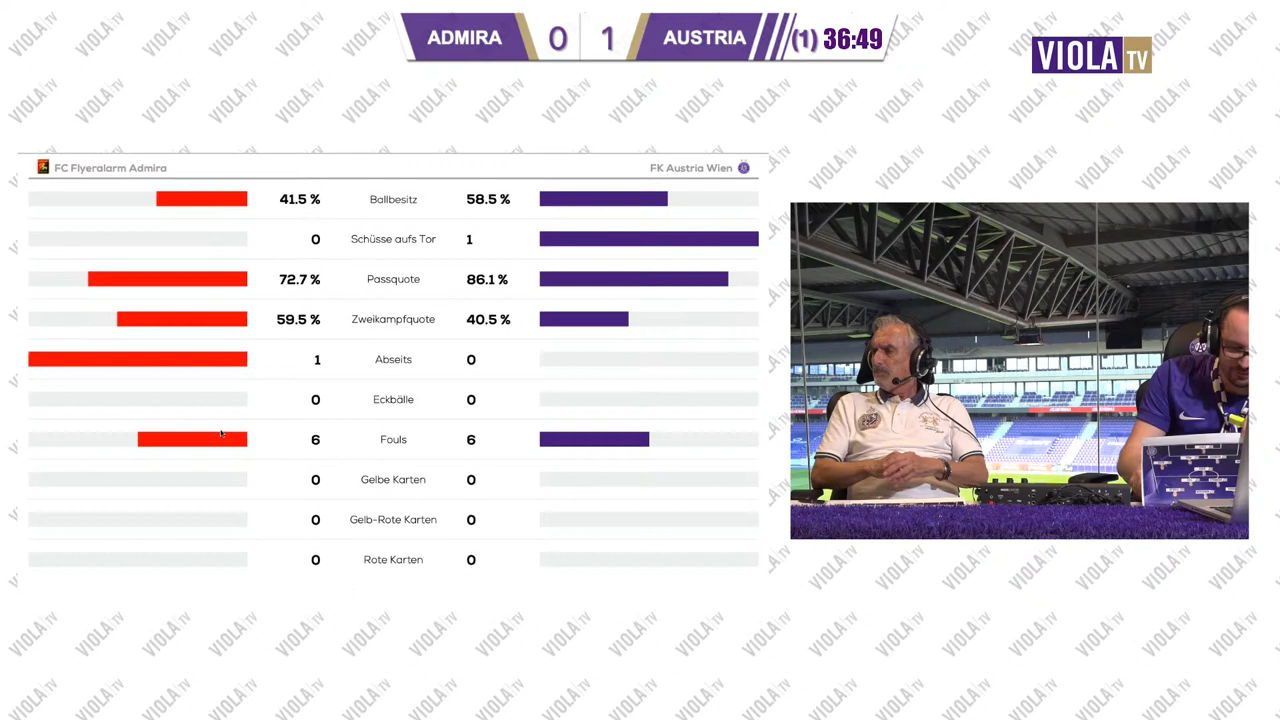 ADMIRA 0 1 AUSTRIA (1) 36:49
VIOLA TV
FC Flyeralarm Admira FK Austria Wien
41.5 % Ballbesitz 58.5 %
0 Schüsse aufs Tor 1
72.7 % Passquote 86.1 %
59.5 % Zweikampfquote 40.5 %
1 Abseits 0
0 Eckbälle 0
6 Fouls 6
0 Gelbe Karten 0
0 Gelb-Rote Karten 0
0 Rote Karten 0